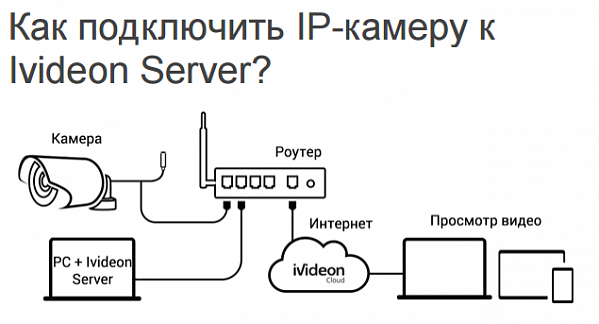 Как подключить IP-камеру к
Ivideon Server?
Камера
Роутер
Интернет
Просмотр видео
PC + Ivideon
Server
iVideon
Cloud